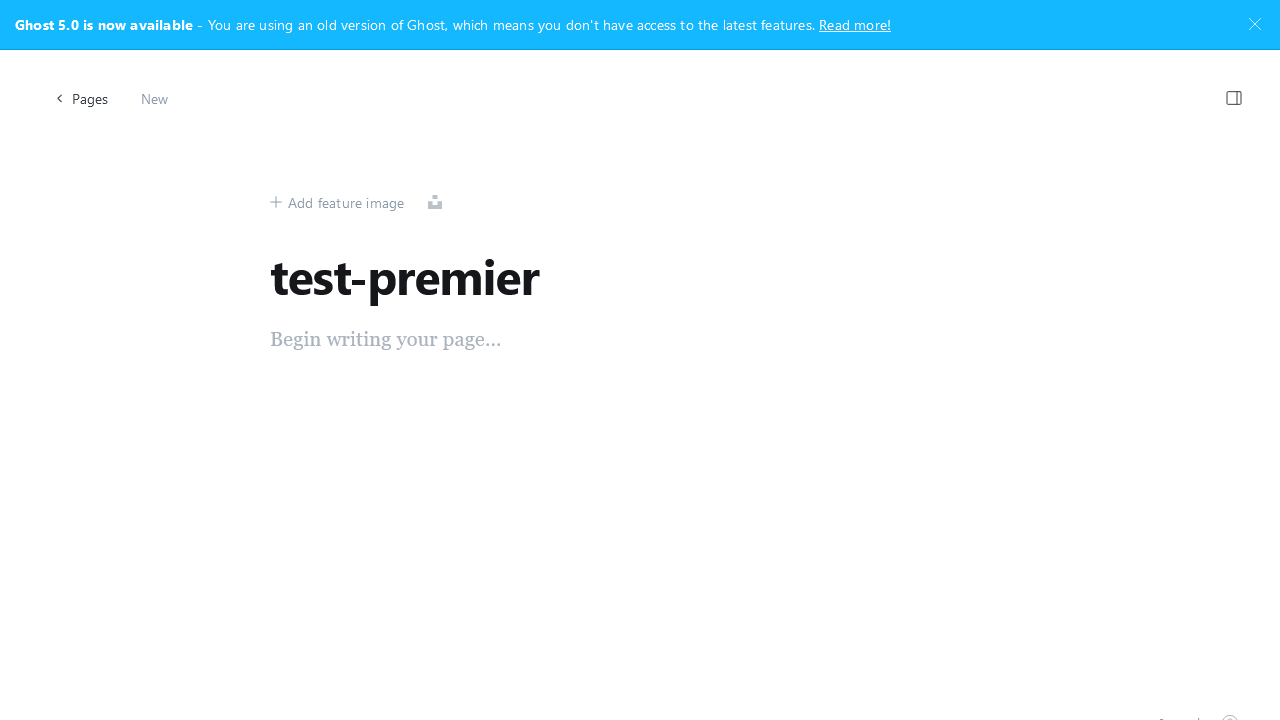 Ghost 5.0 is now available - You are using an old version of Ghost, which means you don't have access to the latest features. Read more!
Pages New
Add feature image
test-premier
Begin writing your page...